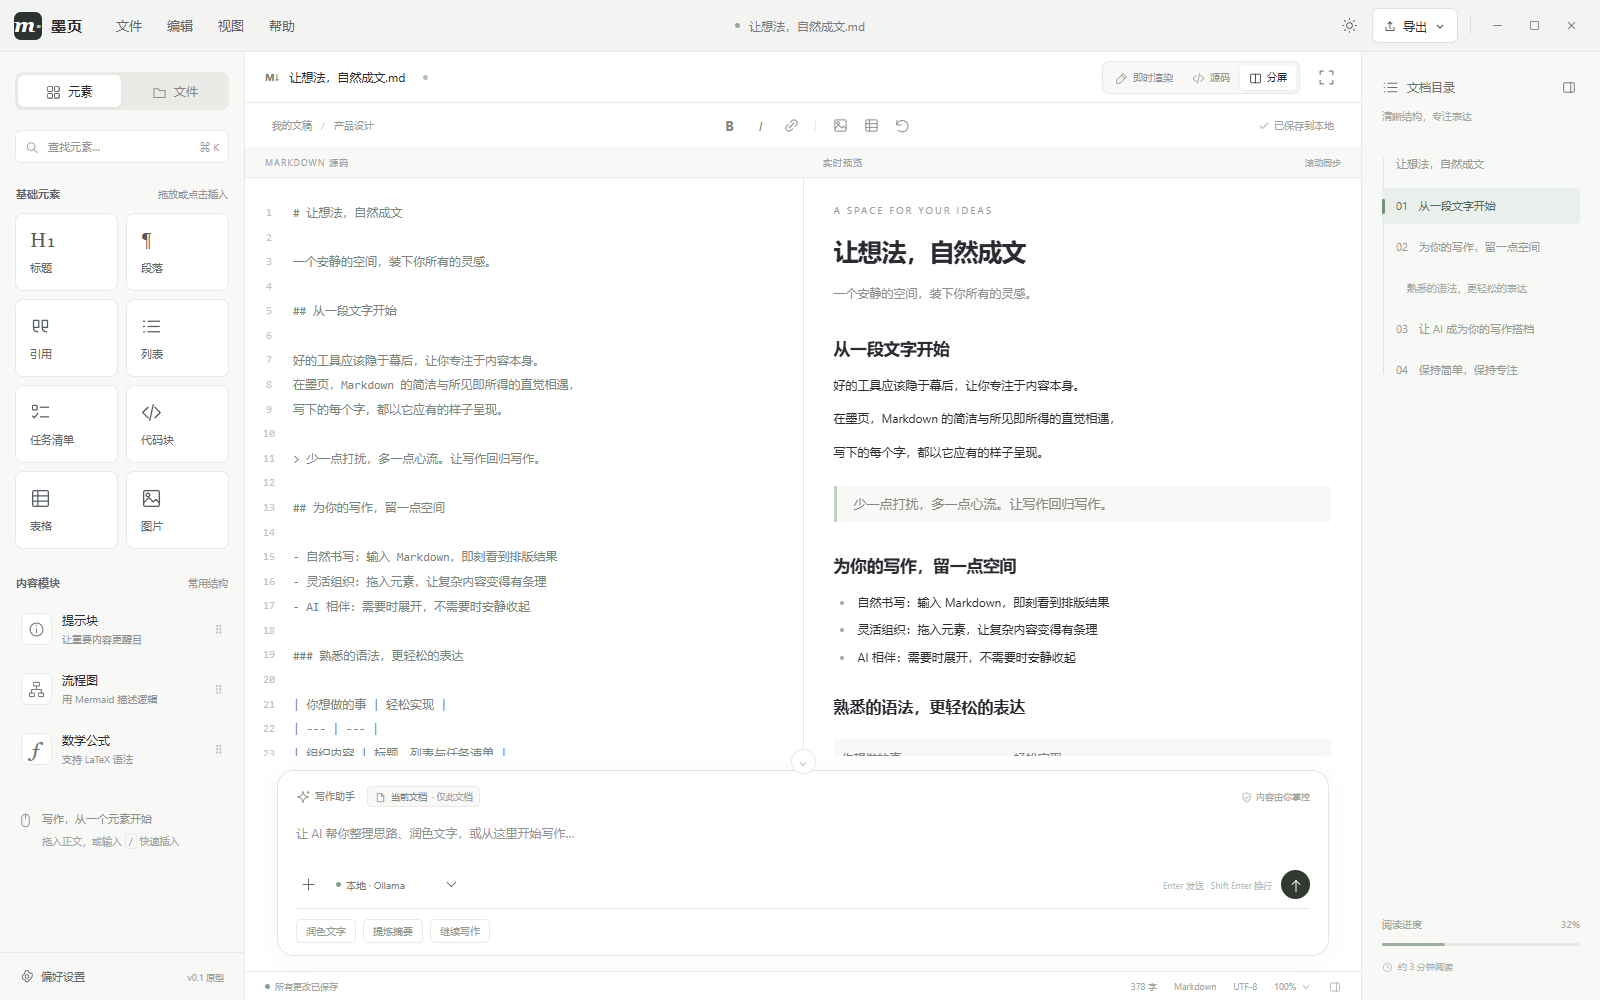 m· 墨页 文件 编辑 视图 帮助
让想法，自然成文.md
导出
元素 文件
查找元素... ⌘ K
基础元素 拖放或点击插入
H1 标题
¶ 段落
引用
列表
任务清单
代码块
表格
图片
内容模块 常用结构
提示块
让重要内容更醒目
流程图
用 Mermaid 描述逻辑
f 数学公式
支持 LaTeX 语法
写作，从一个元素开始
拖入正文，或输入 / 快速插入
偏好设置 v0.1 原型
M↓ 让想法，自然成文.md
即时渲染 源码 分屏
我的文稿 / 产品设计
B I
已保存到本地
MARKDOWN 源码
1 # 让想法，自然成文
2
3 一个安静的空间，装下你所有的灵感。
4
5 ## 从一段文字开始
6
7 好的工具应该隐于幕后，让你专注于内容本身。
8 在墨页，Markdown 的简洁与所见即所得的直觉相遇，
9 写下的每个字，都以它应有的样子呈现。
10
11 > 少一点打扰，多一点心流。让写作回归写作。
12
13 ## 为你的写作，留一点空间
14
15 - 自然书写：输入 Markdown，即刻看到排版结果
16 - 灵活组织：拖入元素，让复杂内容变得有条理
17 - AI 相伴：需要时展开，不需要时安静收起
18
19 ### 熟悉的语法，更轻松的表达
20
21 | 你想做的事 | 轻松实现 |
22 | --- | --- |
23 | 组织内容 | 标题、列表与任务清单 |
实时预览 滚动同步
A SPACE FOR YOUR IDEAS
让想法，自然成文
一个安静的空间，装下你所有的灵感。
从一段文字开始
好的工具应该隐于幕后，让你专注于内容本身。
在墨页，Markdown 的简洁与所见即所得的直觉相遇，
写下的每个字，都以它应有的样子呈现。
少一点打扰，多一点心流。让写作回归写作。
为你的写作，留一点空间
• 自然书写：输入 Markdown，即刻看到排版结果
• 灵活组织：拖入元素，让复杂内容变得有条理
• AI 相伴：需要时展开，不需要时安静收起
熟悉的语法，更轻松的表达
你想做的事 轻松实现
写作助手 当前文档 · 仅此文档 内容由你掌控
让 AI 帮你整理思路、润色文字，或从这里开始写作...
本地 · Ollama
Enter 发送 · Shift Enter 换行
润色文字 提炼摘要 继续写作
所有更改已保存
378 字 Markdown UTF-8 100%
文档目录
清晰结构，专注表达
让想法，自然成文
01 从一段文字开始
02 为你的写作，留一点空间
熟悉的语法，更轻松的表达
03 让 AI 成为你的写作搭档
04 保持简单，保持专注
阅读进度 32%
约 3 分钟阅读